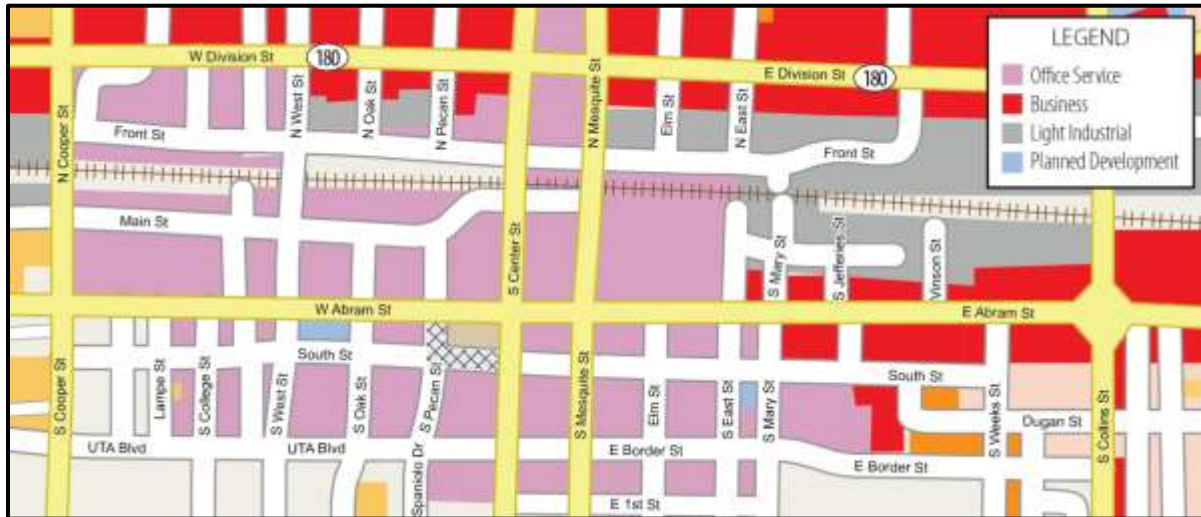 LEGEND
Office Service
Business
Light Industrial
Planned Development
W Division St
180
E Division St
180
N Cooper St
N West St
N Oak St
N Pecan St
N Mesquite St
Elm St
N East St
Front St
Front St
Main St
S Center St
S Mary St
S Jefferies St
Vinson St
W Abram St
E Abram St
South St
South St
S Cooper St
Lampe St
S College St
S West St
S Oak St
S Pecan St
S Mesquite St
Elm St
S East St
S Mary St
S Weeks St
Dugan St
S Collins St
UTA Blvd
UTA Blvd
Spaniolo Dr
E Border St
E Border St
E 1st St